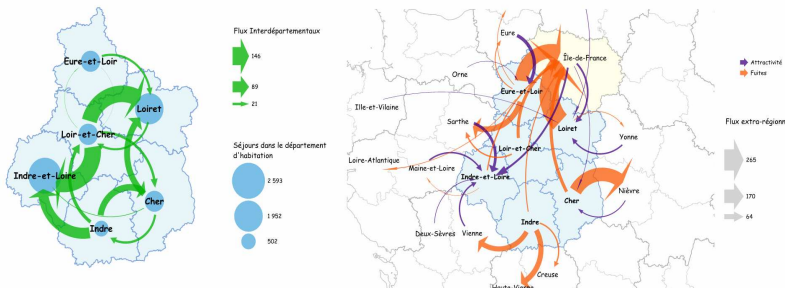 Flux Interdépartementaux
146
89
21
Séjours dans le département
d'habitation
2 593
1 952
502
Eure-et-Loir
Loiret
Loir-et-Cher
Indre-et-Loire
Cher
Indre
Eure
Île-de-France
Orne
Eure-et-Loir
Ille-et-Vilaine
Sarthe
Loiret
Yonne
Loir-et-Cher
Loire-Atlantique
Maine-et-Loire
Indre-et-Loire
Nièvre
Cher
Indre
Deux-Sèvres
Vienne
Creuse
Haute-Vienne
Attractivité
Fuites
Flux extra-région
265
170
64